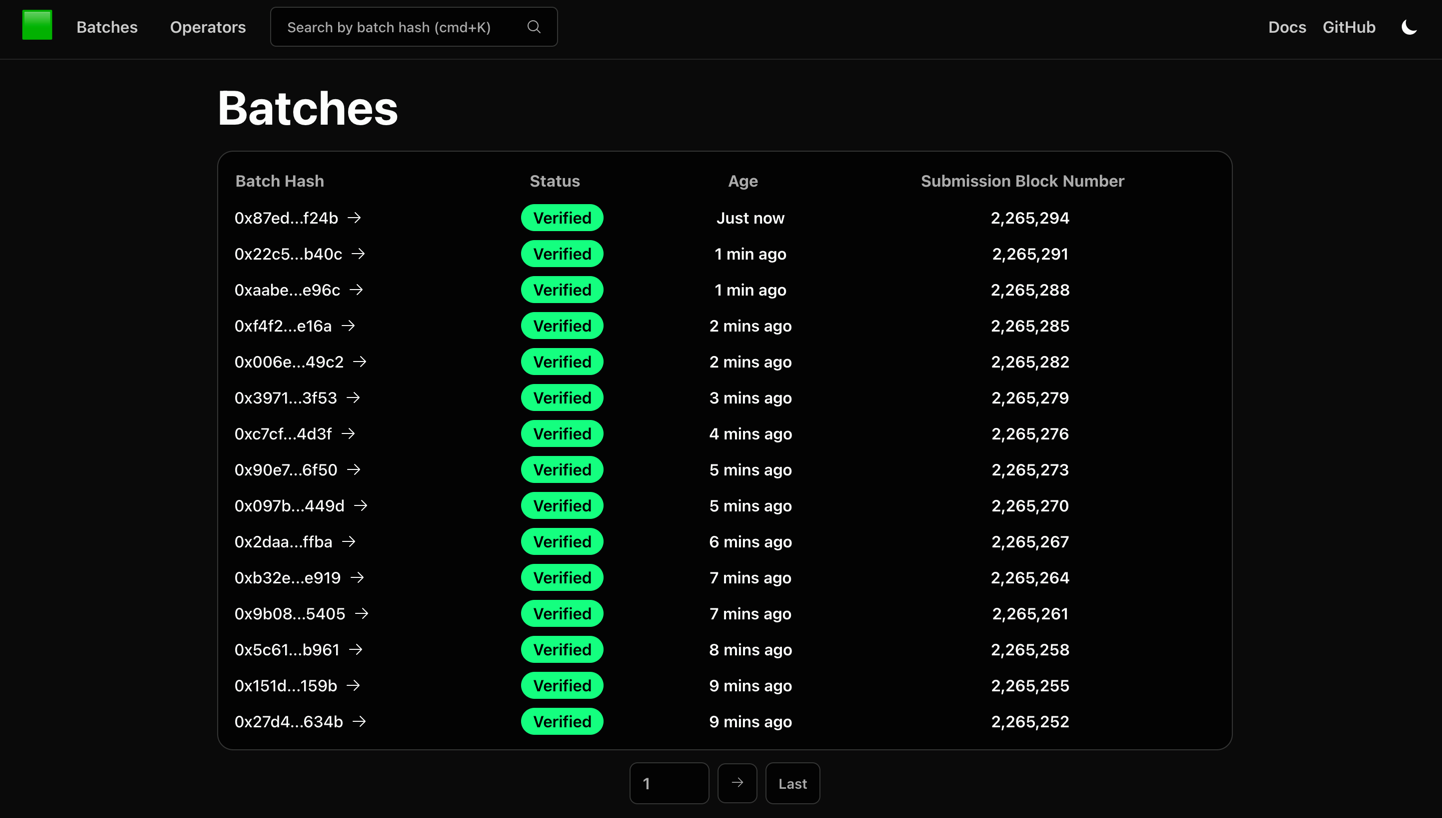 Batches Operators Search by batch hash (cmd+K) Docs GitHub
Batches
Batch Hash Status Age Submission Block Number
0x87ed...f24b → Verified Just now 2,265,294
0x22c5...b40c → Verified 1 min ago 2,265,291
0xaabe...e96c → Verified 1 min ago 2,265,288
0xf4f2...e16a → Verified 2 mins ago 2,265,285
0x006e...49c2 → Verified 2 mins ago 2,265,282
0x3971...3f53 → Verified 3 mins ago 2,265,279
0xc7cf...4d3f → Verified 4 mins ago 2,265,276
0x90e7...6f50 → Verified 5 mins ago 2,265,273
0x097b...449d → Verified 5 mins ago 2,265,270
0x2daa...ffba → Verified 6 mins ago 2,265,267
0xb32e...e919 → Verified 7 mins ago 2,265,264
0x9b08...5405 → Verified 7 mins ago 2,265,261
0x5c61...b961 → Verified 8 mins ago 2,265,258
0x151d...159b → Verified 9 mins ago 2,265,255
0x27d4...634b → Verified 9 mins ago 2,265,252
1 → Last